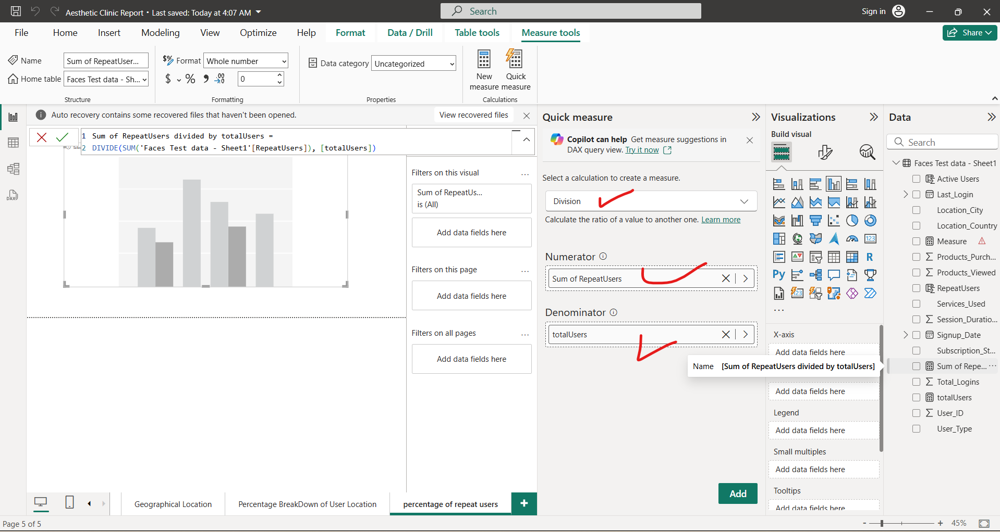 Aesthetic Clinic Report • Last saved: Today at 4:07 AM
Search
Sign in
File
Home
Insert
Modeling
View
Optimize
Help
Format
Data / Drill
Table tools
Measure tools
Share
Name
Sum of RepeatUser...
Home table
Faces Test data - Sh...
Structure
$% Format
Whole number
$ % , .00 →.0
0
Formatting
Data category
Uncategorized
Properties
New measure
Quick measure
Calculations
Auto recovery contains some recovered files that haven't been opened.
View recovered files
1 Sum of RepeatUsers divided by totalUsers =
2 DIVIDE(SUM('Faces Test data - Sheet1'[RepeatUsers]), [totalUsers])
Selec
DAX
Filters on this visual
...
Sum of RepeatUs...
is (All)
Add data fields here
Filters on this page
...
Add data fields here
Filters on all pages
...
Add data fields here
Quick measure
Copilot can help Get measure suggestions in
DAX query view. Try it now
Select a calculation to create a measure.
Division
Calculate the ratio of a value to another one. Learn more
Numerator
Sum of RepeatUsers
Denominator
totalUsers
Name [Sum of RepeatUsers divided by totalUsers]
Add
Visualizations
Build visual
123
R
Py
123
...
X-axis
Add data fields here
Add data fields here
Legend
Add data fields here
Small multiples
Add data fields here
Tooltips
Add data fields here
Data
Search
Faces Test data - Sheet1
Active Users
Last_Login
Location_City
Location_Country
Measure
Σ Products_Purch...
Σ Products_Viewed
RepeatUsers
Services_Used
Σ Session_Duratio...
Signup_Date
Subscription_St...
Sum of Repe... ...
Σ Total_Logins
totalUsers
Σ User_ID
User_Type
Geographical Location
Percentage BreakDown of User Location
percentage of repeat users
+
Page 5 of 5
- + 45%